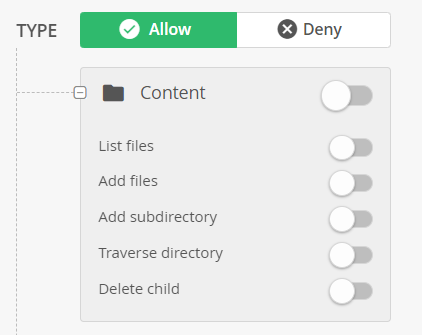 TYPE Allow Deny
Content
List files
Add files
Add subdirectory
Traverse directory
Delete child